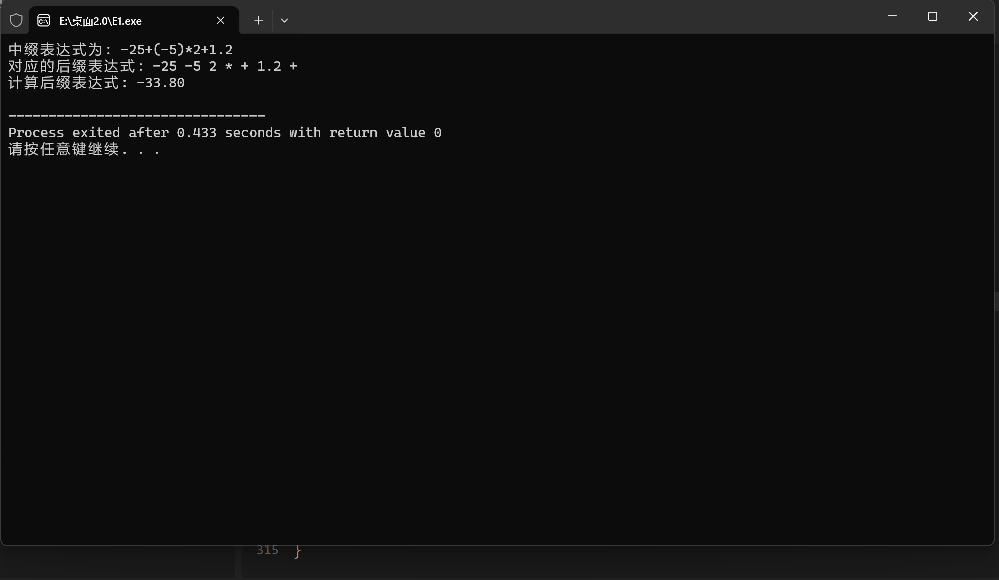 E:\桌面2.0\E1.exe
中缀表达式为: -25+(-5)*2+1.2
对应的后缀表达式: -25 -5 2 * + 1.2 +
计算后缀表达式: -33.80
--------------------------------
Process exited after 0.433 seconds with return value 0
请按任意键继续. . .
315 }